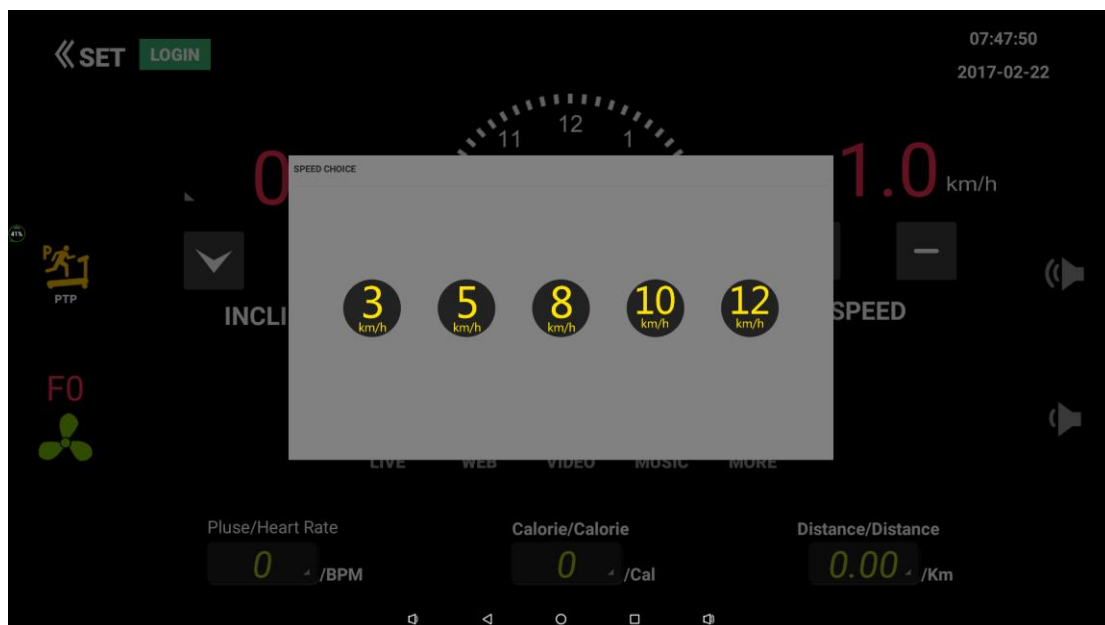 SET LOGIN
07:47:50
2017-02-22
12
11
1
0
1.0 km/h
SPEED CHOICE
41%
P
PTP
INCLI
SPEED
3
km/h
5
km/h
8
km/h
10
km/h
12
km/h
F0
LIVE WEB VIDEO MUSIC MORE
Pluse/Heart Rate
0 /BPM
Calorie/Calorie
0 /Cal
Distance/Distance
0.00 /Km